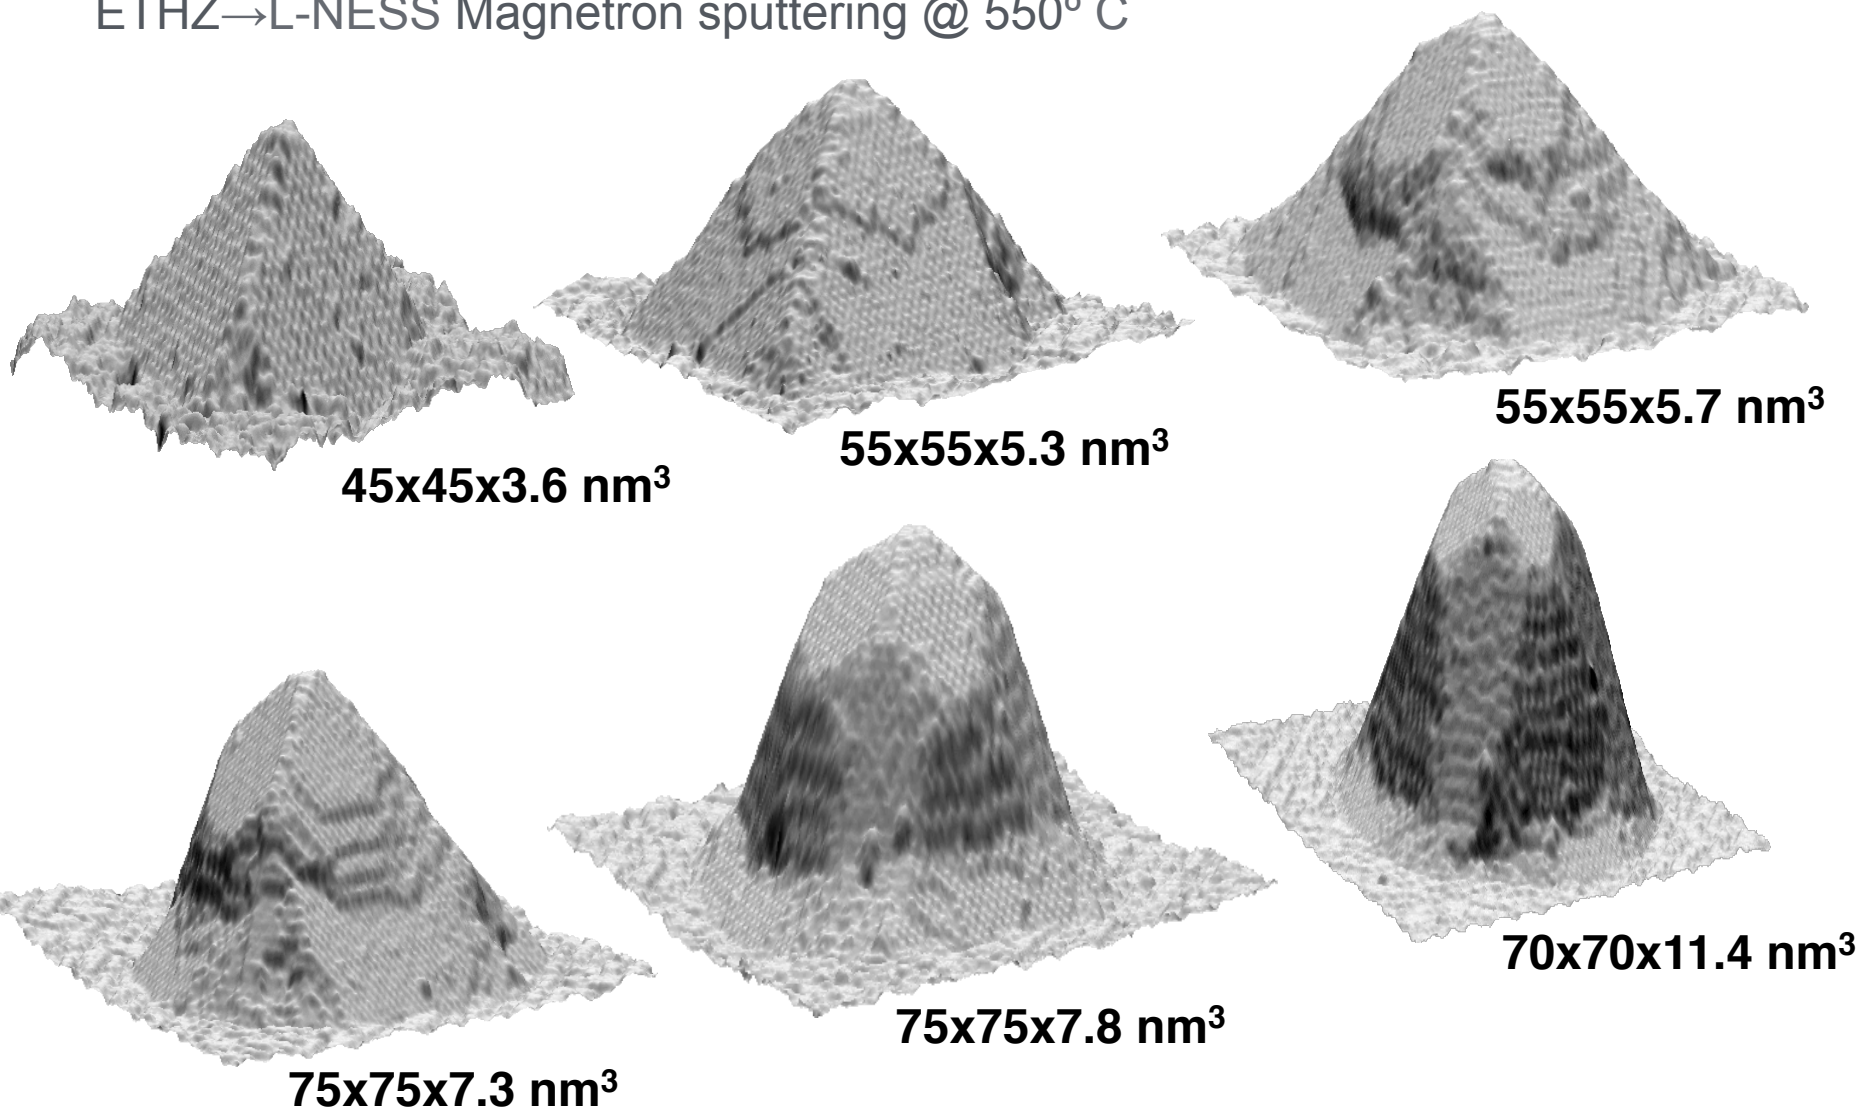 ETHZ→L-NESS Magnetron sputtering @ 550º C
55x55x5.7 nm³
55x55x5.3 nm³
45x45x3.6 nm³
70x70x11.4 nm³
75x75x7.8 nm³
75x75x7.3 nm³